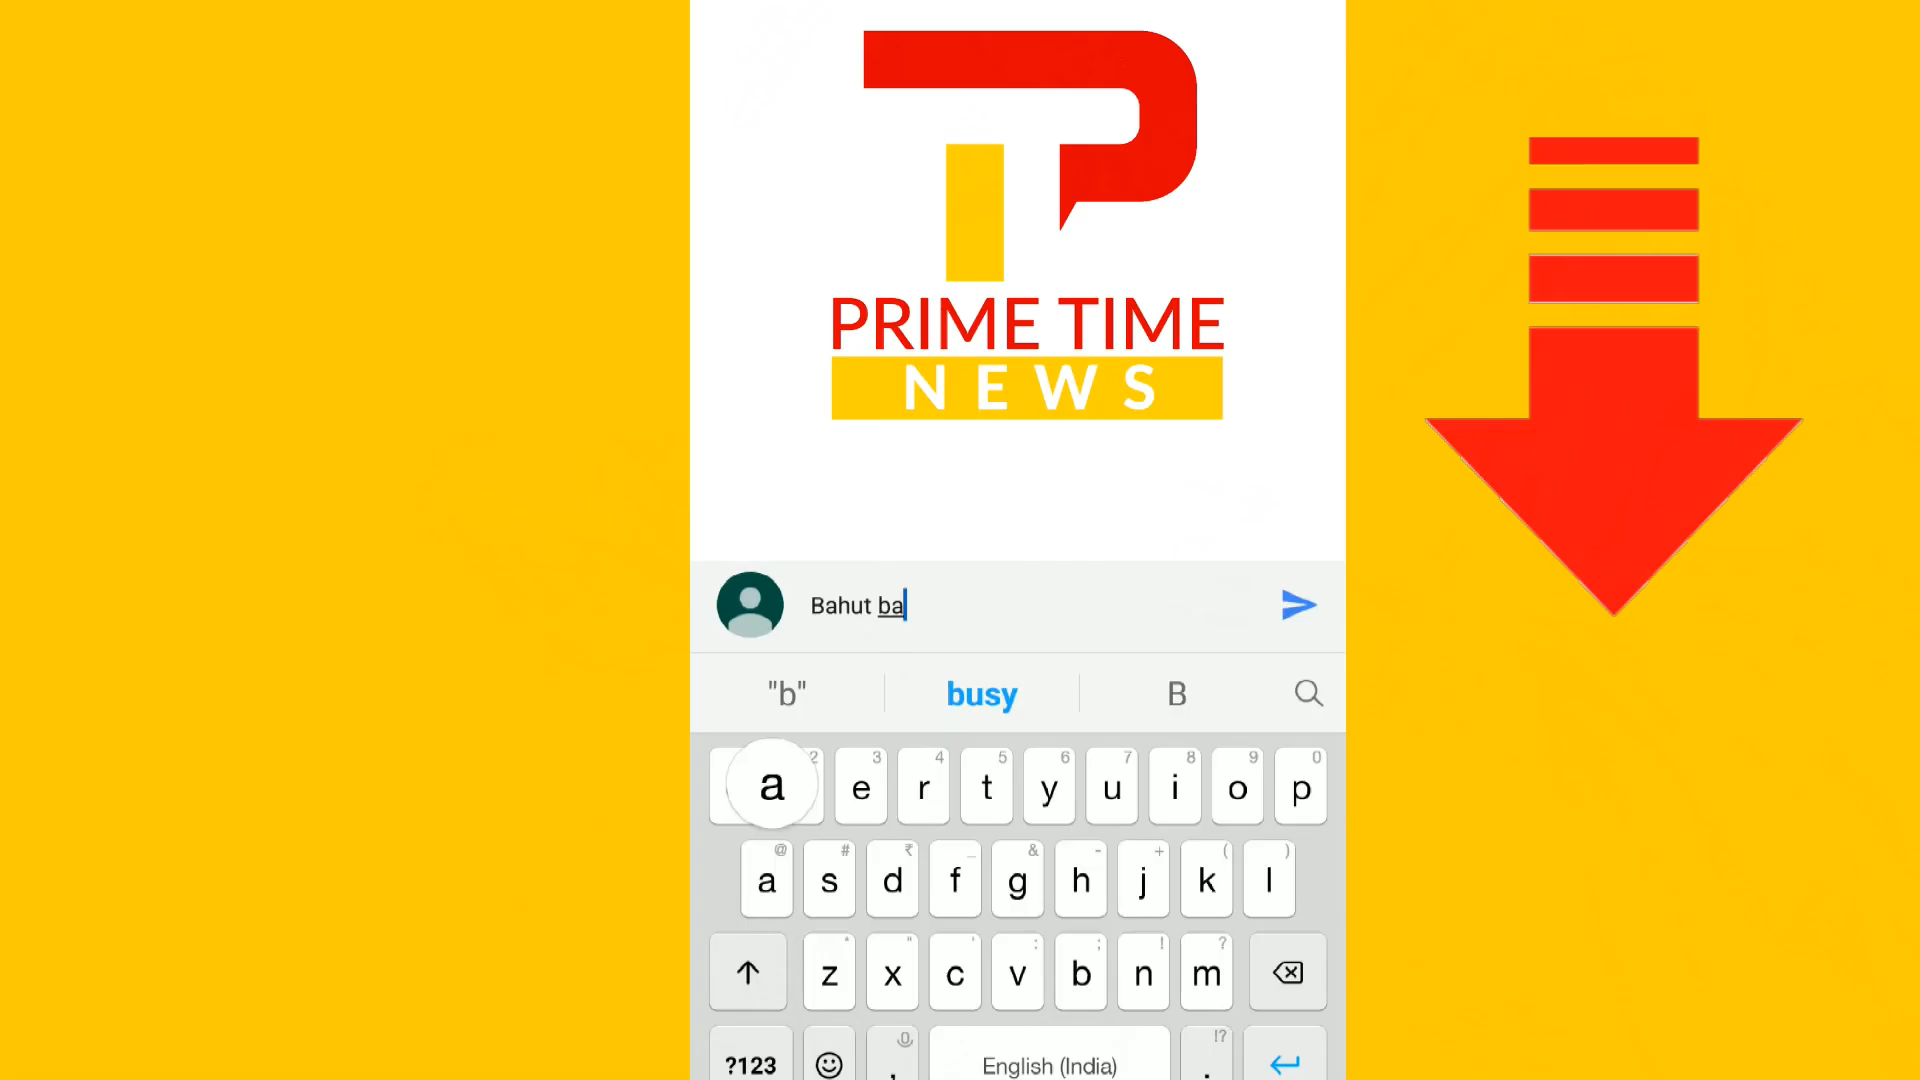 PRIME TIME
NEWS
Bahut ba
"b" busy B
a
2 3 4 5 6 7 8 9 0
e r t y u i o p
@ # ₹ _ & - + ( )
a s d f g h j k l
* " ' : ; ! ?
z x c v b n m
!?
?123 , English (India) .